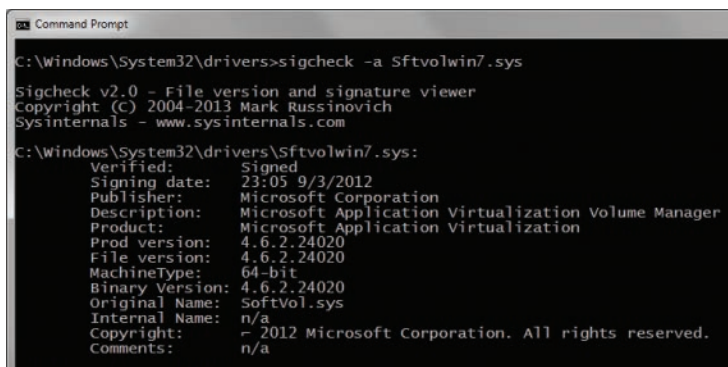 Command Prompt
C:\Windows\System32\drivers>sigcheck -a Sftvolwin7.sys
Sigcheck v2.0 - File version and signature viewer
Copyright (C) 2004-2013 Mark Russinovich
Sysinternals - www.sysinternals.com
C:\Windows\System32\drivers\Sftvolwin7.sys:
Verified: Signed
Signing date: 23:05 9/3/2012
Publisher: Microsoft Corporation
Description: Microsoft Application Virtualization Volume Manager
Product: Microsoft Application Virtualization
Prod version: 4.6.2.24020
File version: 4.6.2.24020
MachineType: 64-bit
Binary Version: 4.6.2.24020
Original Name: SoftVol.sys
Internal Name: n/a
Copyright: ⌐ 2012 Microsoft Corporation. All rights reserved.
Comments: n/a